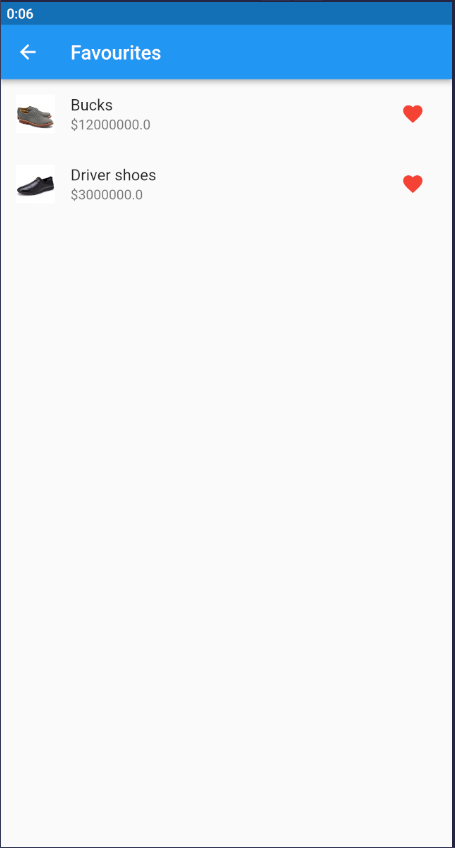 0:06
Favourites
Bucks
$12000000.0
Driver shoes
$3000000.0